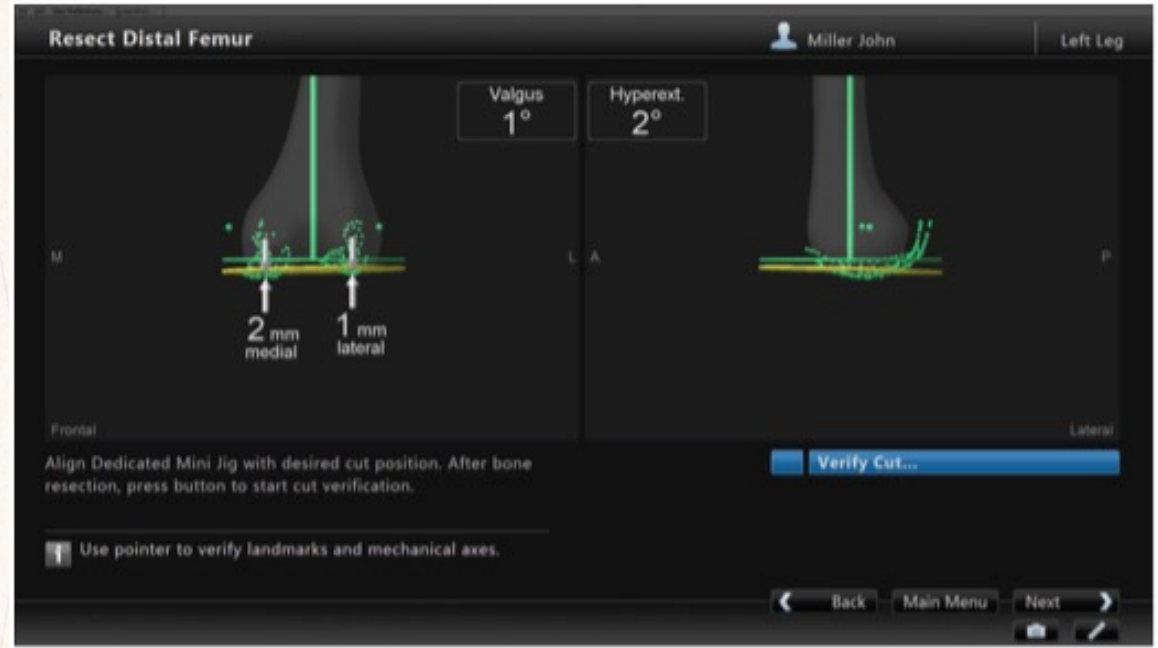 Resect Distal Femur
Miller John
Left Leg
Valgus
1°
Hyperext.
2°
M
L
A
P
2 mm
medial
1 mm
lateral
Frontal
Lateral
Align Dedicated Mini Jig with desired cut position. After bone
resection, press button to start cut verification.
Verify Cut...
Use pointer to verify landmarks and mechanical axes.
Back
Main Menu
Next